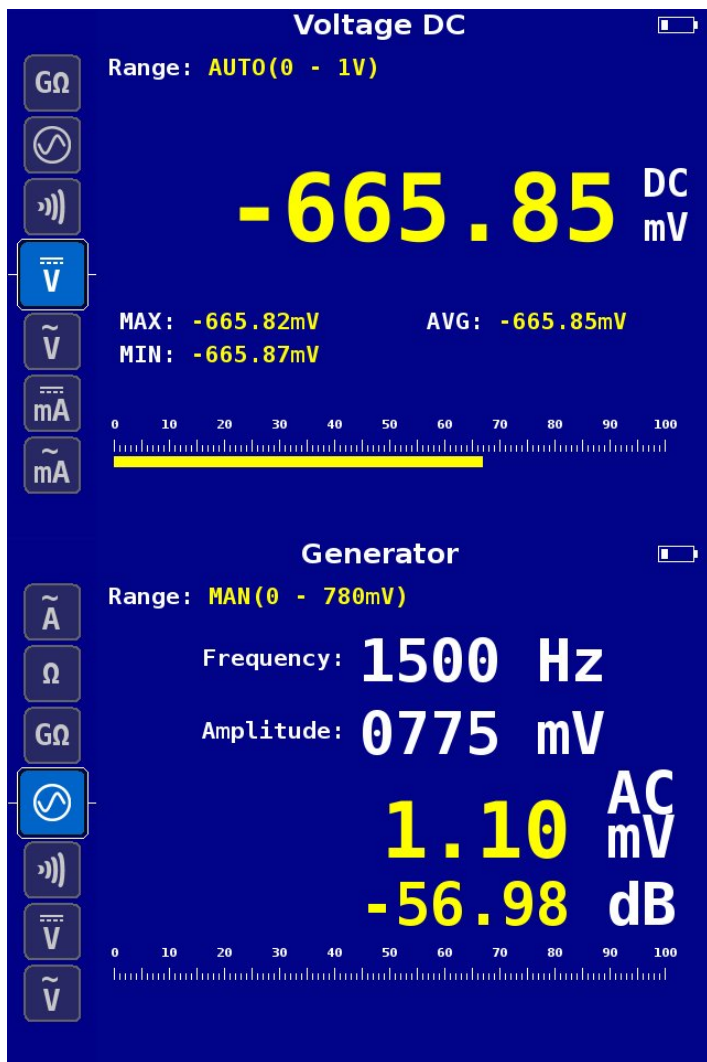 Voltage DC
Range: AUTO(0 - 1V)
GΩ
-665.85 DC mV
V
MAX: -665.82mV AVG: -665.85mV
MIN: -665.87mV
Ṽ
mA
0 10 20 30 40 50 60 70 80 90 100
m̃A
Generator
Range: MAN(0 - 780mV)
Ã
Frequency: 1500 Hz
Ω
Amplitude: 0775 mV
GΩ
1.10 AC mV
-56.98 dB
V
0 10 20 30 40 50 60 70 80 90 100
Ṽ